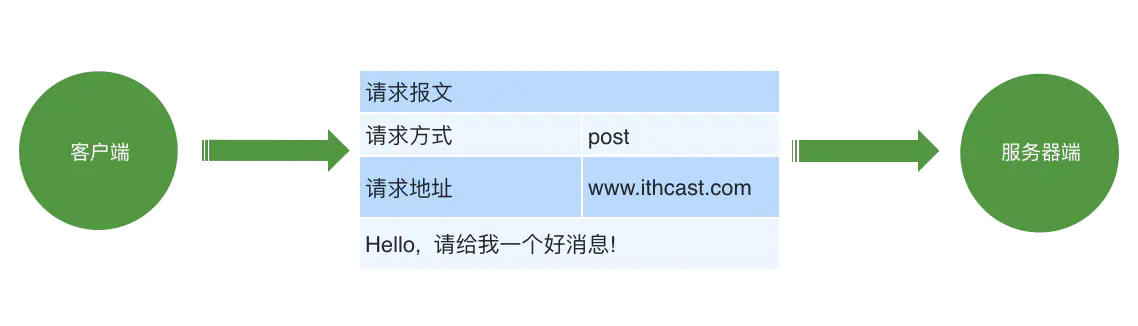 客户端
请求报文
请求方式 post
请求地址 www.ithcast.com
Hello, 请给我一个好消息!
服务器端